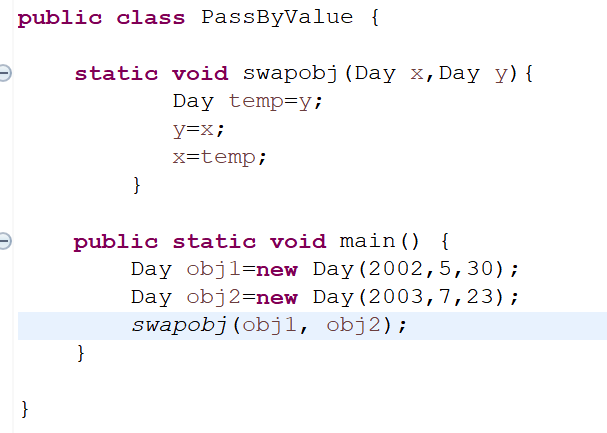 public class PassByValue {
static void swapobj(Day x,Day y){
Day temp=y;
y=x;
x=temp;
}
public static void main() {
Day obj1=new Day(2002,5,30);
Day obj2=new Day(2003,7,23);
swapobj(obj1, obj2);
}
}